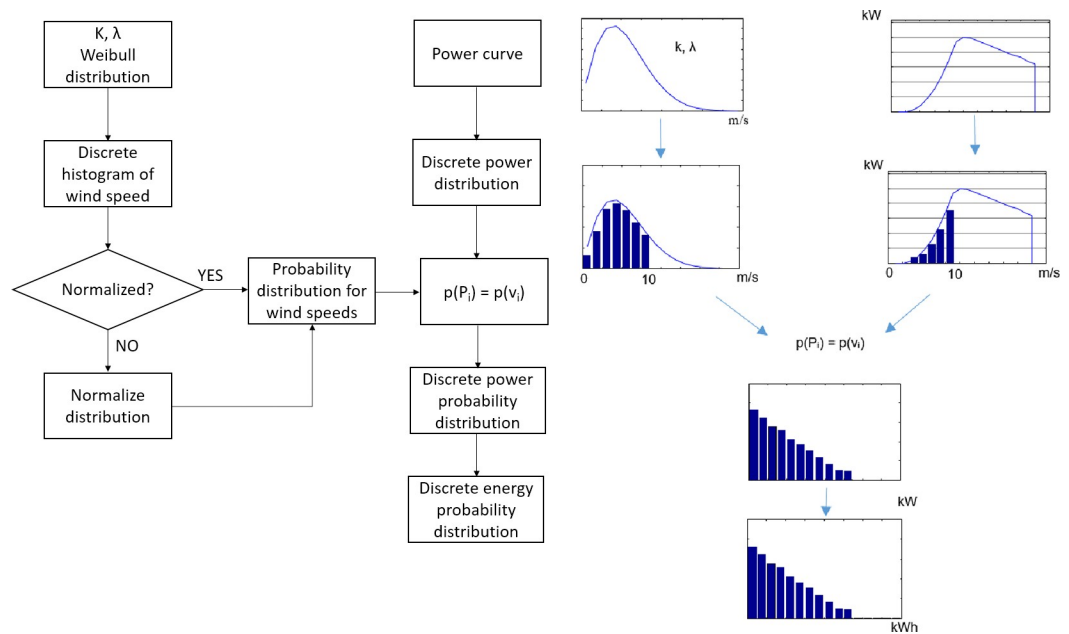 K, λ
Weibull
distribution
Discrete
histogram of
wind speed
Normalized?
YES
NO
Normalize
distribution
Probability
distribution for
wind speeds
Power curve
Discrete power
distribution
p(Pᵢ) = p(vᵢ)
Discrete power
probability
distribution
Discrete energy
probability
distribution
k, λ
m/s
kW
0
10
m/s
kW
0
10
m/s
p(Pᵢ) = p(vᵢ)
kW
kWh